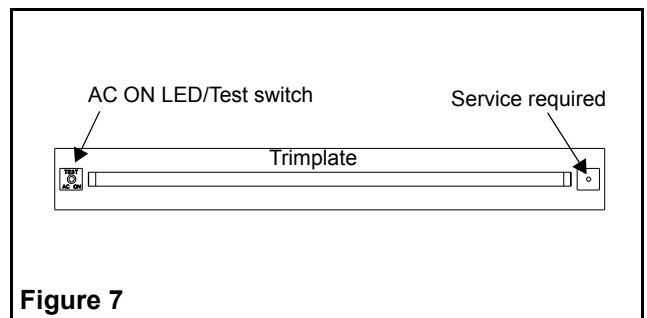 AC ON LED/Test switch
Service required
Trimplate
TEST
AC ON
Figure 7